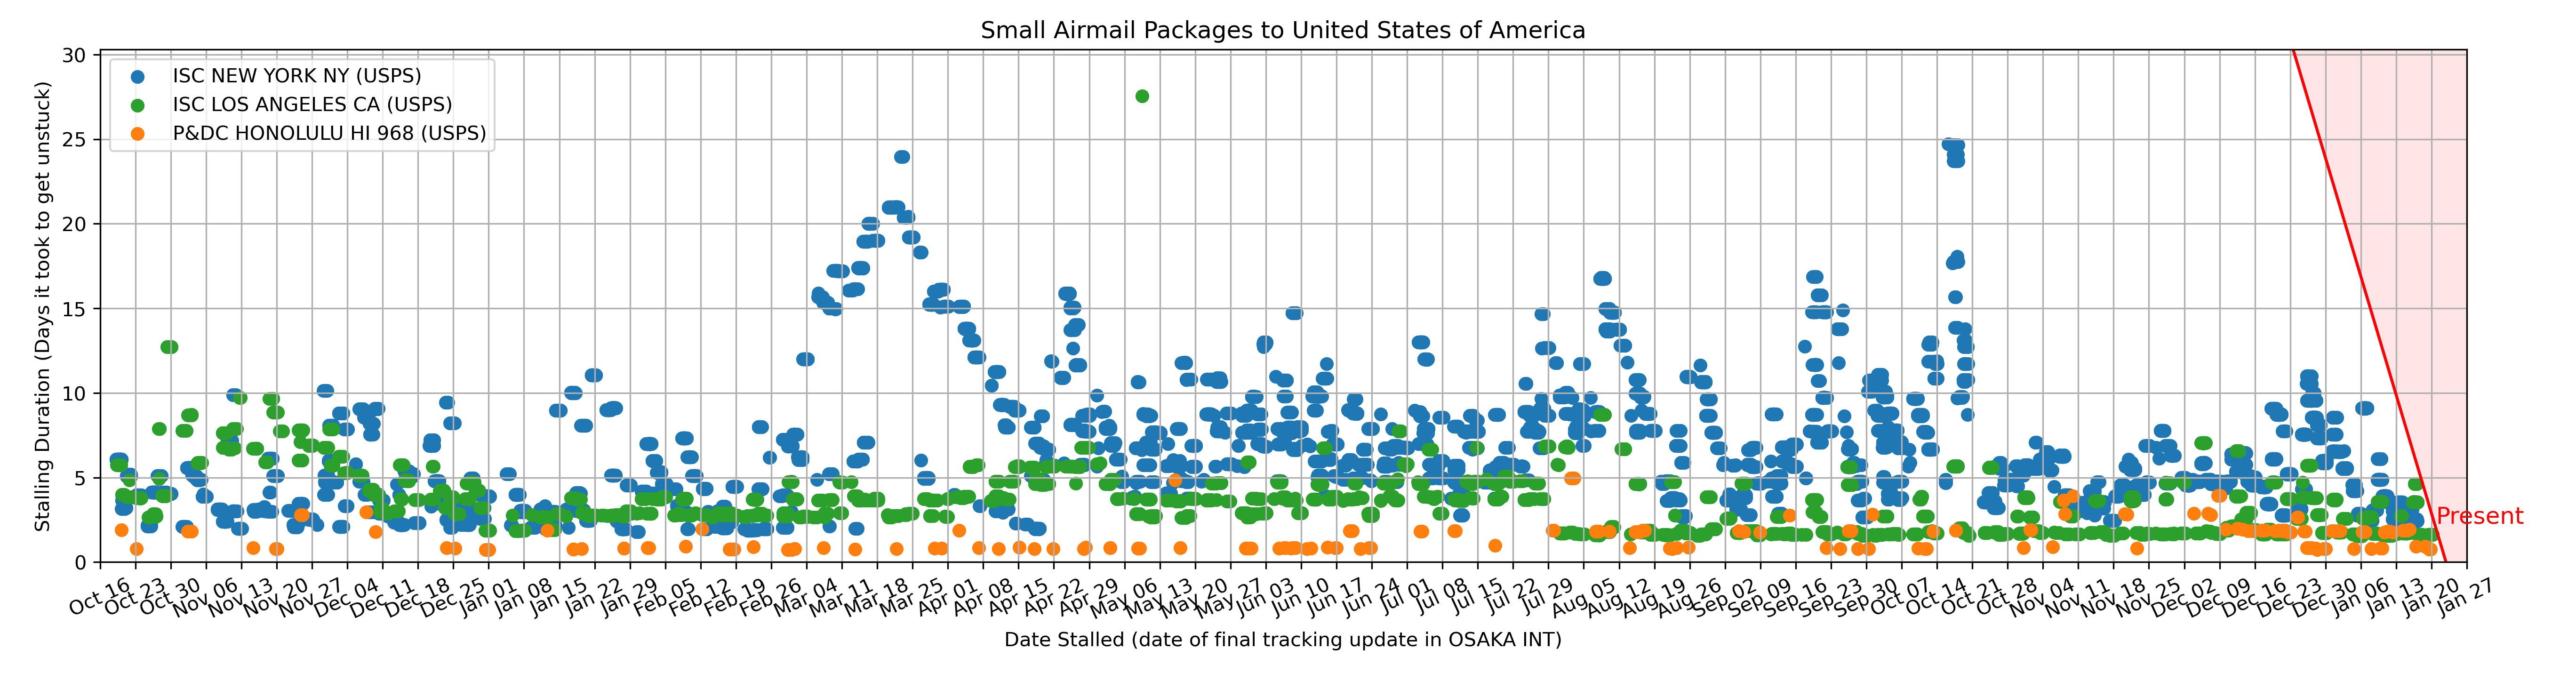 Small Airmail Packages to United States of America
Stalling Duration (Days it took to get unstuck)
30
25
20
15
10
5
0
ISC NEW YORK NY (USPS)
ISC LOS ANGELES CA (USPS)
P&DC HONOLULU HI 968 (USPS)
Present
Oct 16 Oct 23 Oct 30 Nov 06 Nov 13 Nov 20 Nov 27 Dec 04 Dec 11 Dec 18 Dec 25 Jan 01 Jan 08 Jan 15 Jan 22 Jan 29 Feb 05 Feb 12 Feb 19 Feb 26 Mar 04 Mar 11 Mar 18 Mar 25 Apr 01 Apr 08 Apr 15 Apr 22 Apr 29 May 06 May 13 May 20 May 27 Jun 03 Jun 10 Jun 17 Jun 24 Jul 01 Jul 08 Jul 15 Jul 22 Jul 29 Aug 05 Aug 12 Aug 19 Aug 26 Sep 02 Sep 09 Sep 16 Sep 23 Sep 30 Oct 07 Oct 14 Oct 21 Oct 28 Nov 04 Nov 11 Nov 18 Nov 25 Dec 02 Dec 09 Dec 16 Dec 23 Dec 30 Jan 06 Jan 13 Jan 20 Jan 27
Date Stalled (date of final tracking update in OSAKA INT)